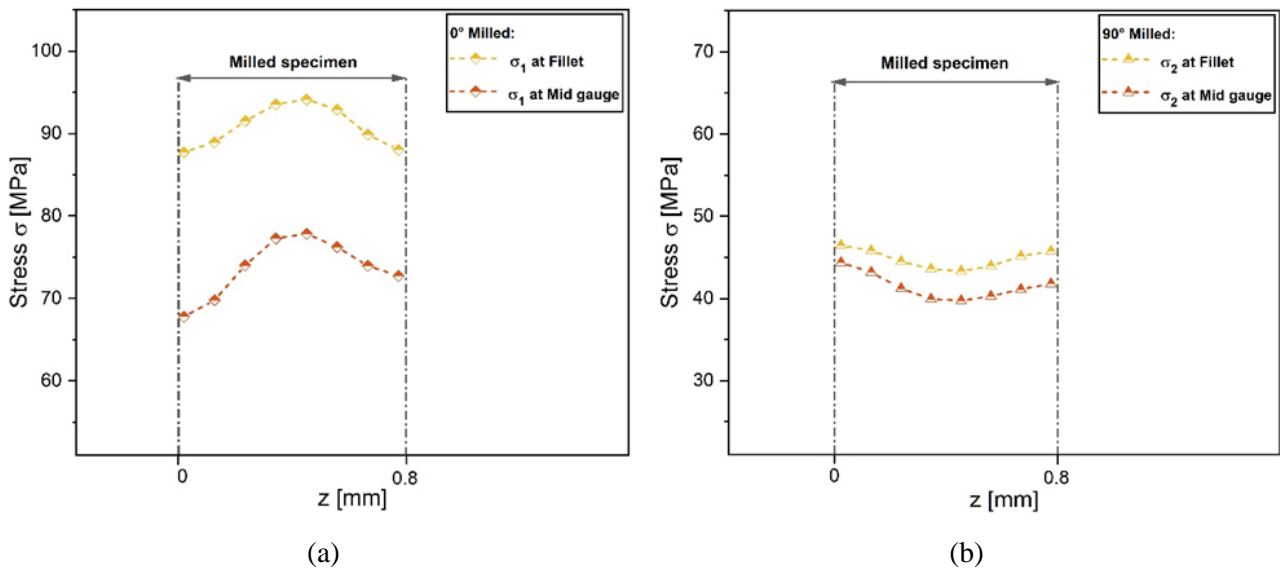 0° Milled:
σ1 at Fillet
σ1 at Mid gauge
Milled specimen
100
90
80
70
60
Stress σ [MPa]
0
0.8
z [mm]
(a)
90° Milled:
σ2 at Fillet
σ2 at Mid gauge
Milled specimen
70
60
50
40
30
Stress σ [MPa]
0
0.8
z [mm]
(b)